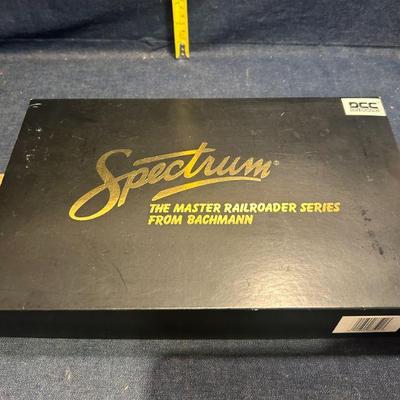 DCC
Spectrum®
THE MASTER RAILROADER SERIES
FROM BACHMANN